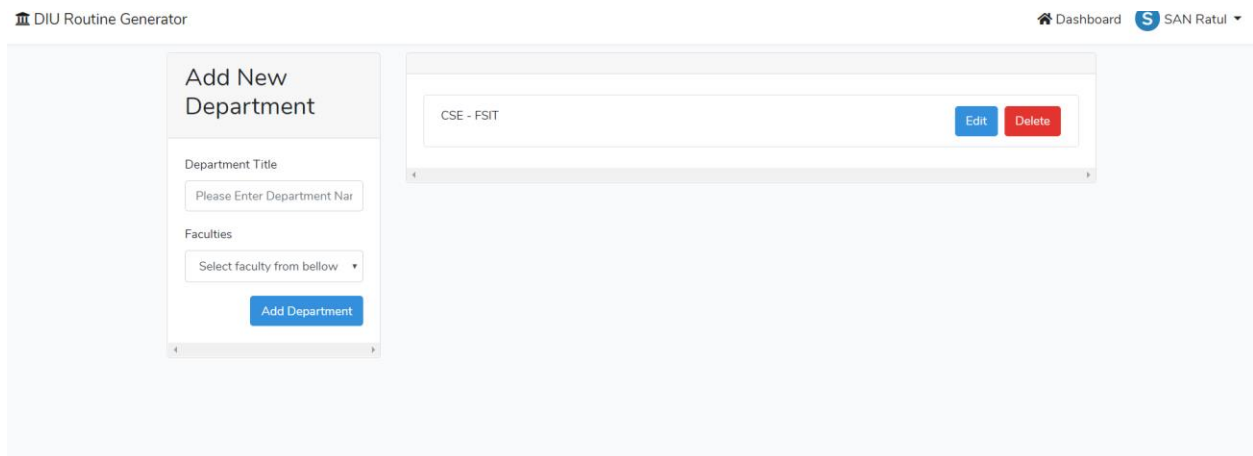 DIU Routine Generator
Dashboard
S
SAN Ratul
Add New
Department
Department Title
Please Enter Department Nar
Faculties
Select faculty from bellow
Add Department
CSE - FSIT
Edit
Delete